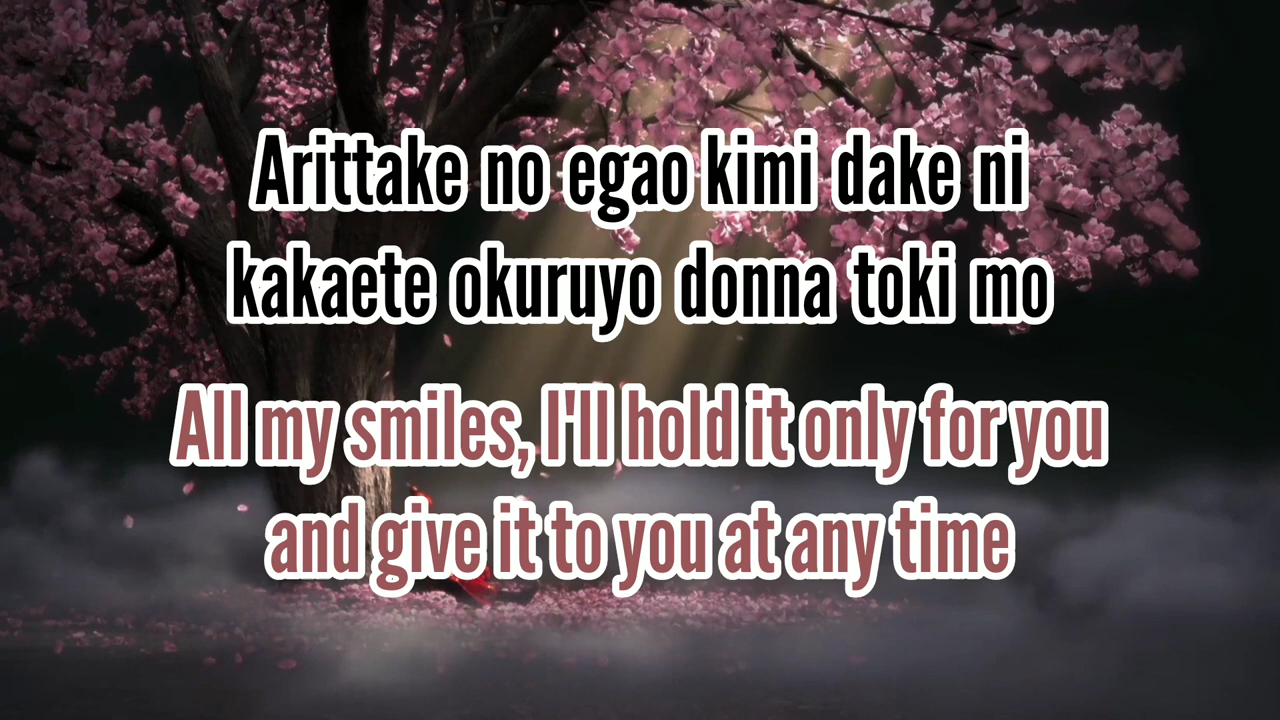 Arittake no egao kimi dake ni
kakaete okuruyo donna toki mo
All my smiles, I'll hold it only for you
and give it to you at any time